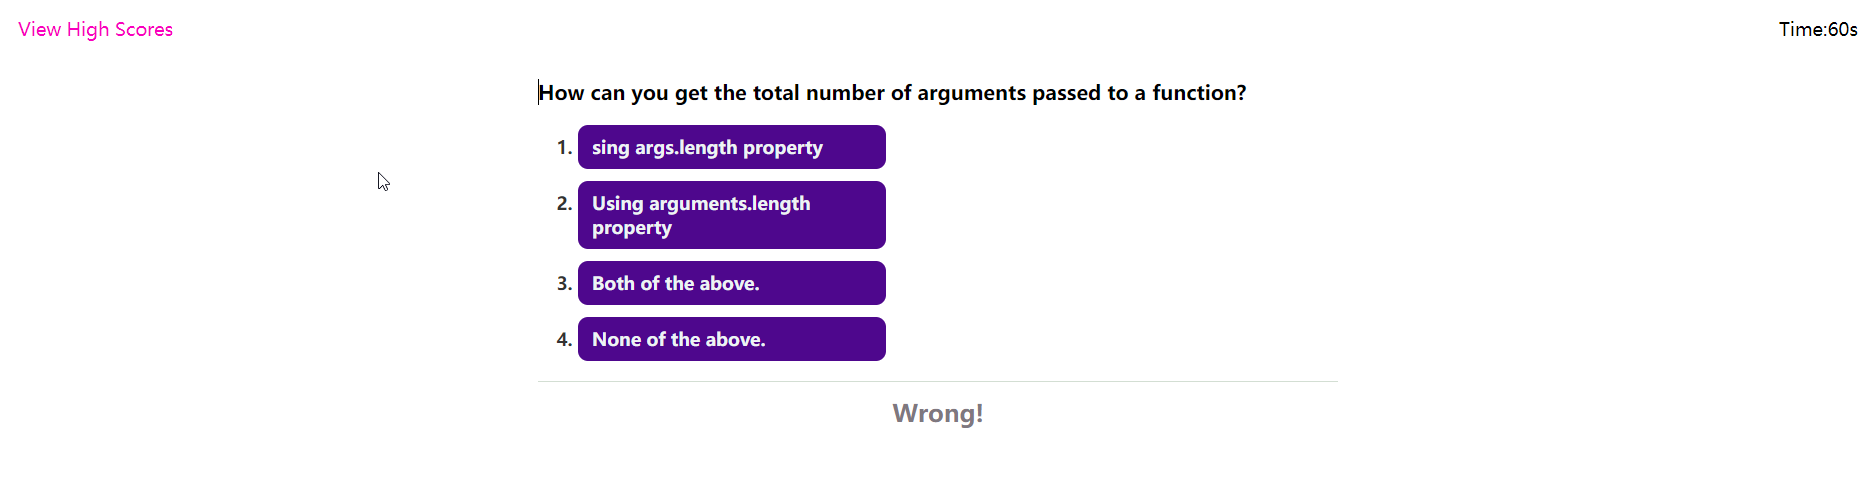 View High Scores
Time:60s
How can you get the total number of arguments passed to a function?
1. sing args.length property
2. Using arguments.length
property
3. Both of the above.
4. None of the above.
Wrong!